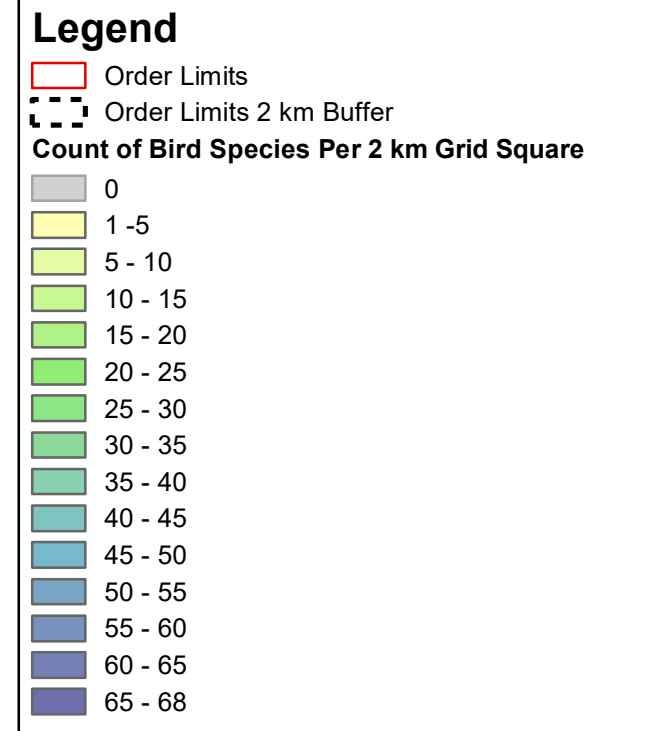 Legend
Order Limits
Order Limits 2 km Buffer
Count of Bird Species Per 2 km Grid Square
0
1 -5
5 - 10
10 - 15
15 - 20
20 - 25
25 - 30
30 - 35
35 - 40
40 - 45
45 - 50
50 - 55
55 - 60
60 - 65
65 - 68